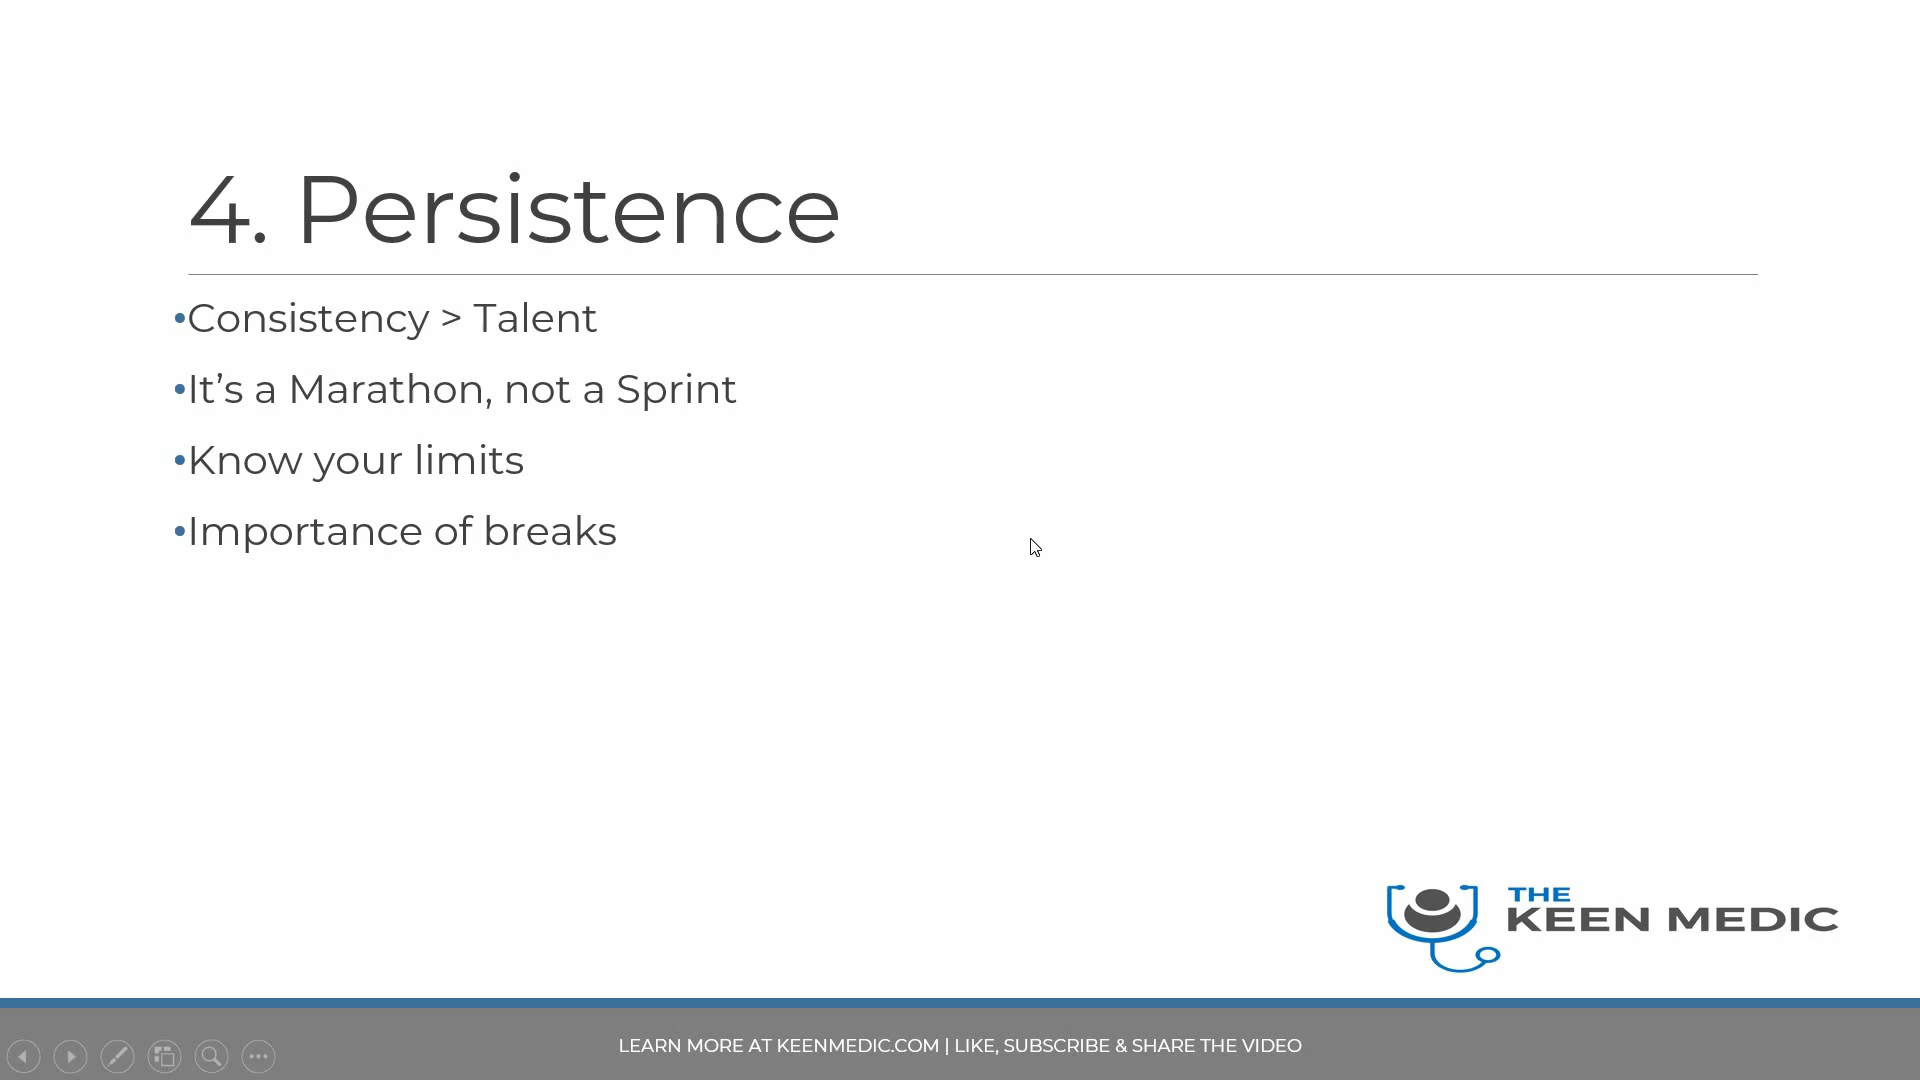 4. Persistence
•Consistency > Talent
•It’s a Marathon, not a Sprint
•Know your limits
•Importance of breaks
THE
KEEN MEDIC
LEARN MORE AT KEENMEDIC.COM | LIKE, SUBSCRIBE & SHARE THE VIDEO